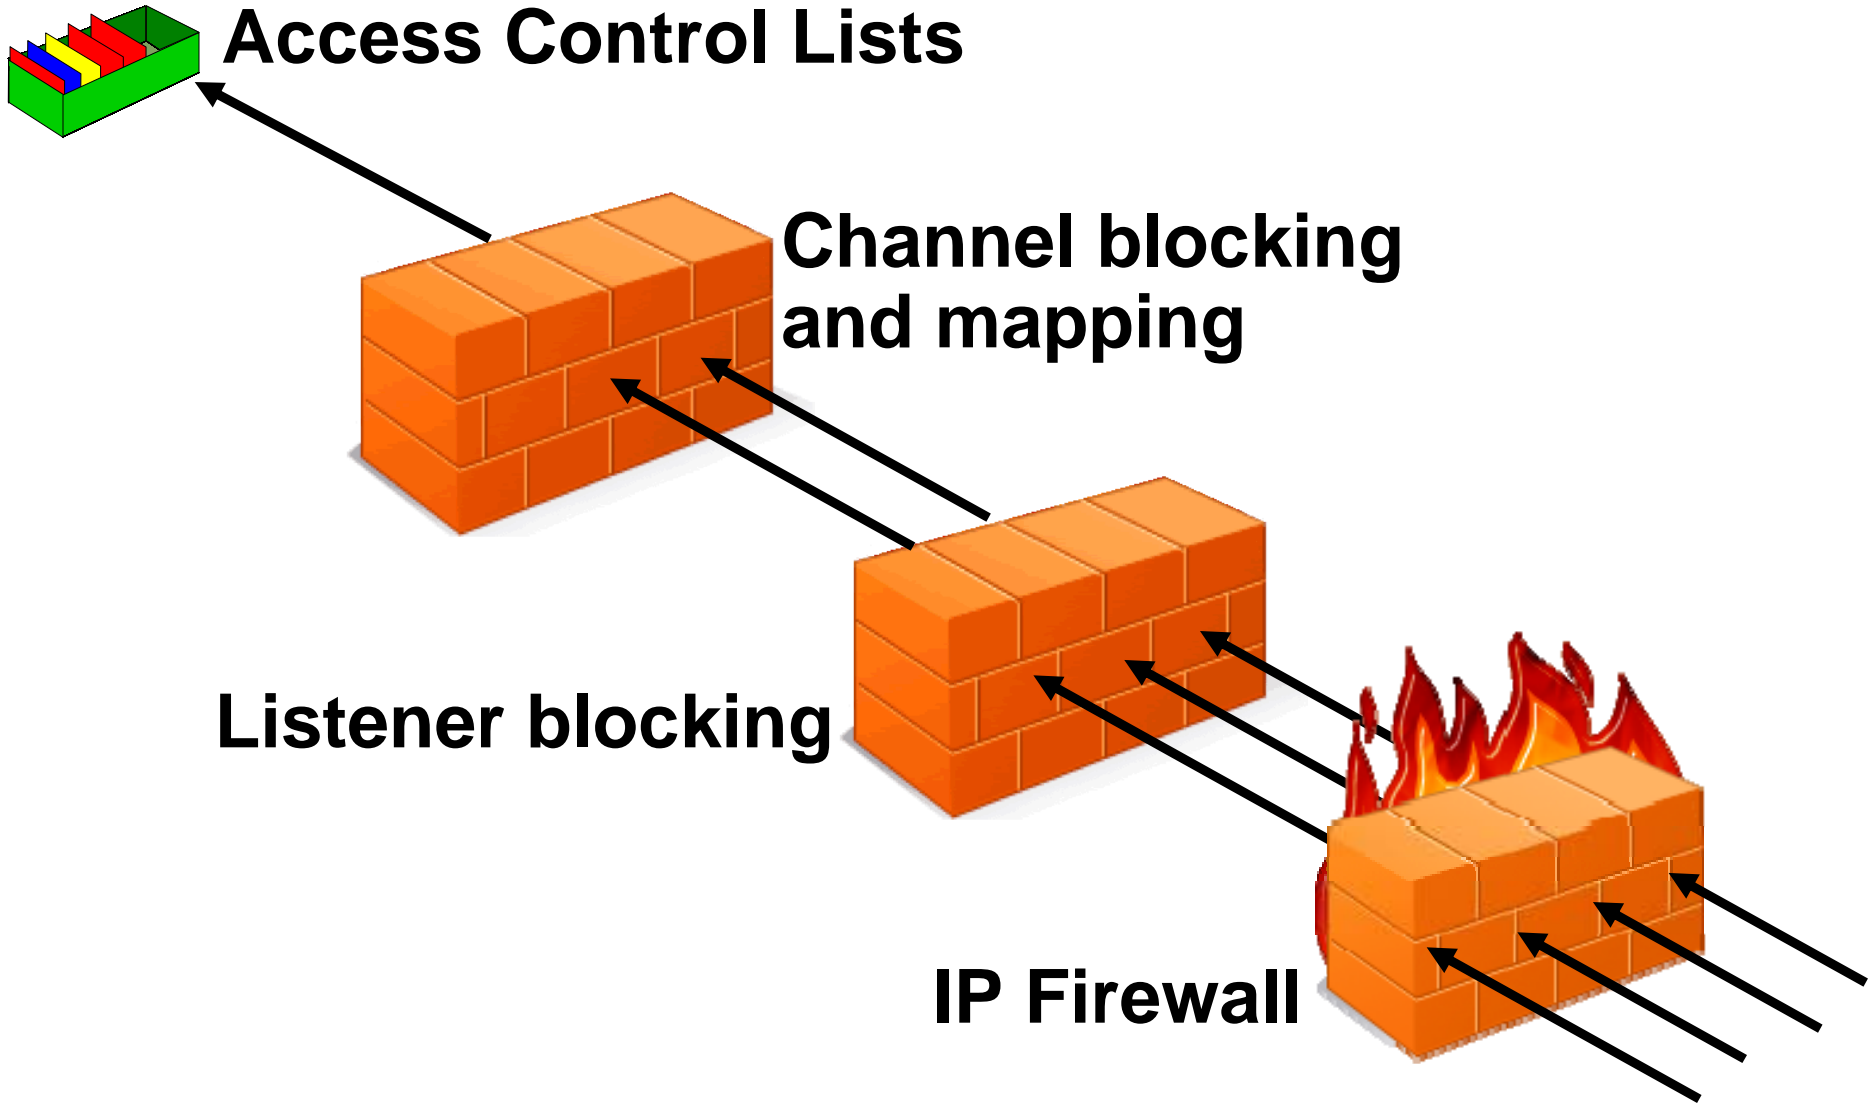 Access Control Lists
Channel blocking
and mapping
Listener blocking
IP Firewall